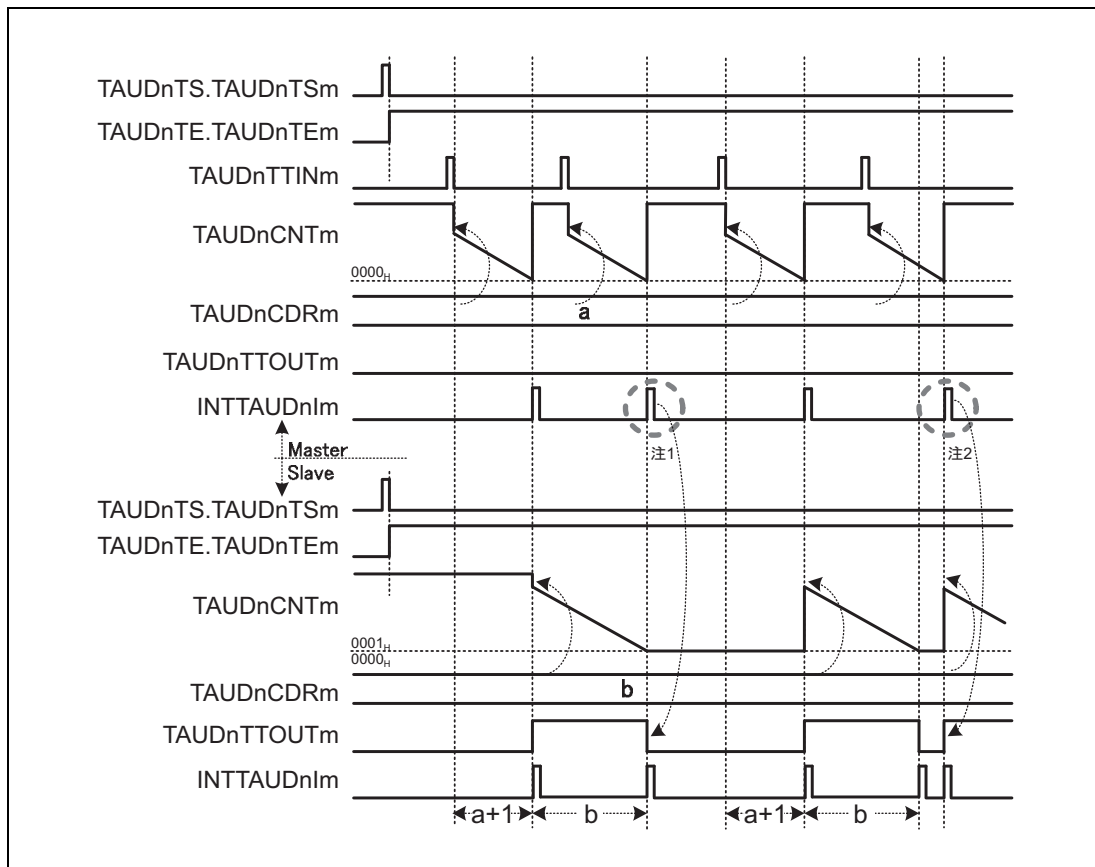 TAUDnTS.TAUDnTSm
TAUDnTE.TAUDnTEm
TAUDnTTINm
TAUDnCNTm
0000H
TAUDnCDRm
a
TAUDnTTOUTm
INTTAUDnIm
注1
注2
Master
Slave
TAUDnTS.TAUDnTSm
TAUDnTE.TAUDnTEm
TAUDnCNTm
0001H
0000H
TAUDnCDRm
b
TAUDnTTOUTm
INTTAUDnIm
a+1 b a+1 b